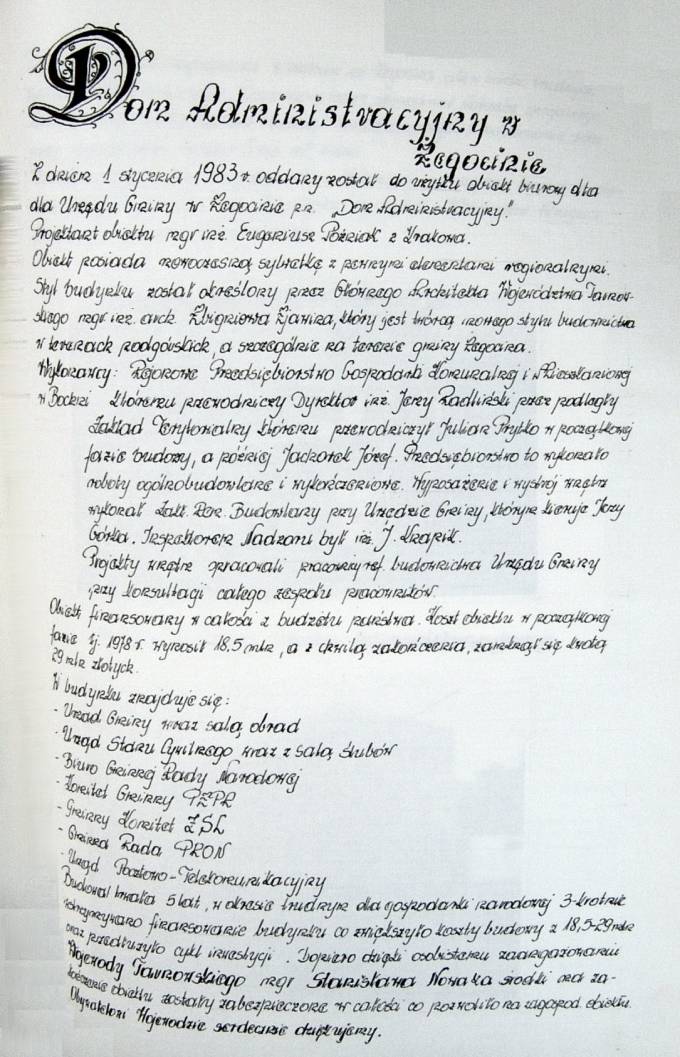 Dom Administracyjny w
Żegocinie
Z dniem 1 stycznia 1983 r. oddany został do użytku obiekt biurowy dla
dla Urzędu Gminy w Żegocinie p.n. „Dom Administracyjny".
Projektant obiektu mgr inż. Eugeniusz Poźniak z Krakowa.
Obiekt posiada nowoczesną sylwetkę z pewnymi elementami regionalnymi.
Styl budynku został określony przez Głównego Architekta Województwa Tarnow-
skiego mgr inż. arch. Zbigniewa Zjawina, który jest twórcą nowego stylu budownictwa
w terenach podgórskich, a szczególnie na terenie gminy Żegocina.
Wykonawcy: Rejonowe Przedsiębiorstwo Gospodarki Komunalnej i Mieszkaniowej
w Bochni któremu przewodniczy Dyrektor inż. Jerzy Radliński przez podległy
Zakład Terytorialny któremu przewodniczył Julian Prytko w początkowej
fazie budowy, a później Jachonek Józef. Przedsiębiorstwo to wykonało
roboty ogólnobudowlane i wykończeniowe. Wyposażenie i wystrój wnętrz
wykonał Zakł. Rem. Budowlany przy Urzędzie Gminy, którym kieruje Jerzy
Górka. Inspektorem Nadzoru był inż. J. Knapik.
Projekty wnętrz opracowali pracownicy ref. budownictwa Urzędu Gminy
przy konsultacji całego zespołu pracowników.
Obiekt finansowany w całości z budżetu państwa. Koszt obiektu w początkowej
fazie tj. 1978 r. wynosił 18.5 mln, a z chwilą zakończenia, zamknął się kwotą
29 mln złotych.
W budynku znajduje się:
- Urząd Gminy wraz salą obrad
- Urząd Stanu Cywilnego wraz z salą ślubów
- Biuro Gminnej Rady Narodowej
- Komitet Gminny PZPR
- Gminny Komitet ZSL
- Gminna Rada PRON
- Urząd Pocztowo-Telekomunikacyjny
Budowa trwała 5 lat, w okresie trudnym dla gospodarki narodowej 3-krotnie
wstrzymywano finansowanie budynku co zwiększyło koszty budowy z 18,5-29 mln
oraz przedłużyło cykl inwestycji. Dopiero dzięki osobistemu zaangażowaniu
Wojewody Tarnowskiego mgr Stanisława Nowaka środki na za-
kończenie obiektu zostały zabezpieczone w całości co pozwoliło na zagospod. obiektu.
Obywatelowi Wojewodzie serdecznie dziękujemy.